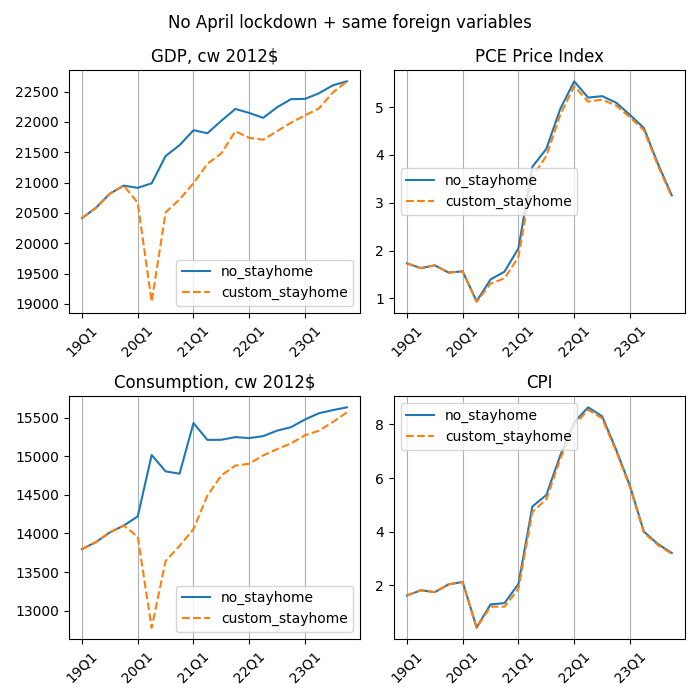 No April lockdown + same foreign variables
GDP, cw 2012$
22500
22000
21500
21000
20500
20000
19500
19000
no_stayhome
custom_stayhome
19Q1 20Q1 21Q1 22Q1 23Q1
PCE Price Index
5
4
3
2
1
no_stayhome
custom_stayhome
19Q1 20Q1 21Q1 22Q1 23Q1
Consumption, cw 2012$
15500
15000
14500
14000
13500
13000
no_stayhome
custom_stayhome
19Q1 20Q1 21Q1 22Q1 23Q1
CPI
8
6
4
2
no_stayhome
custom_stayhome
19Q1 20Q1 21Q1 22Q1 23Q1